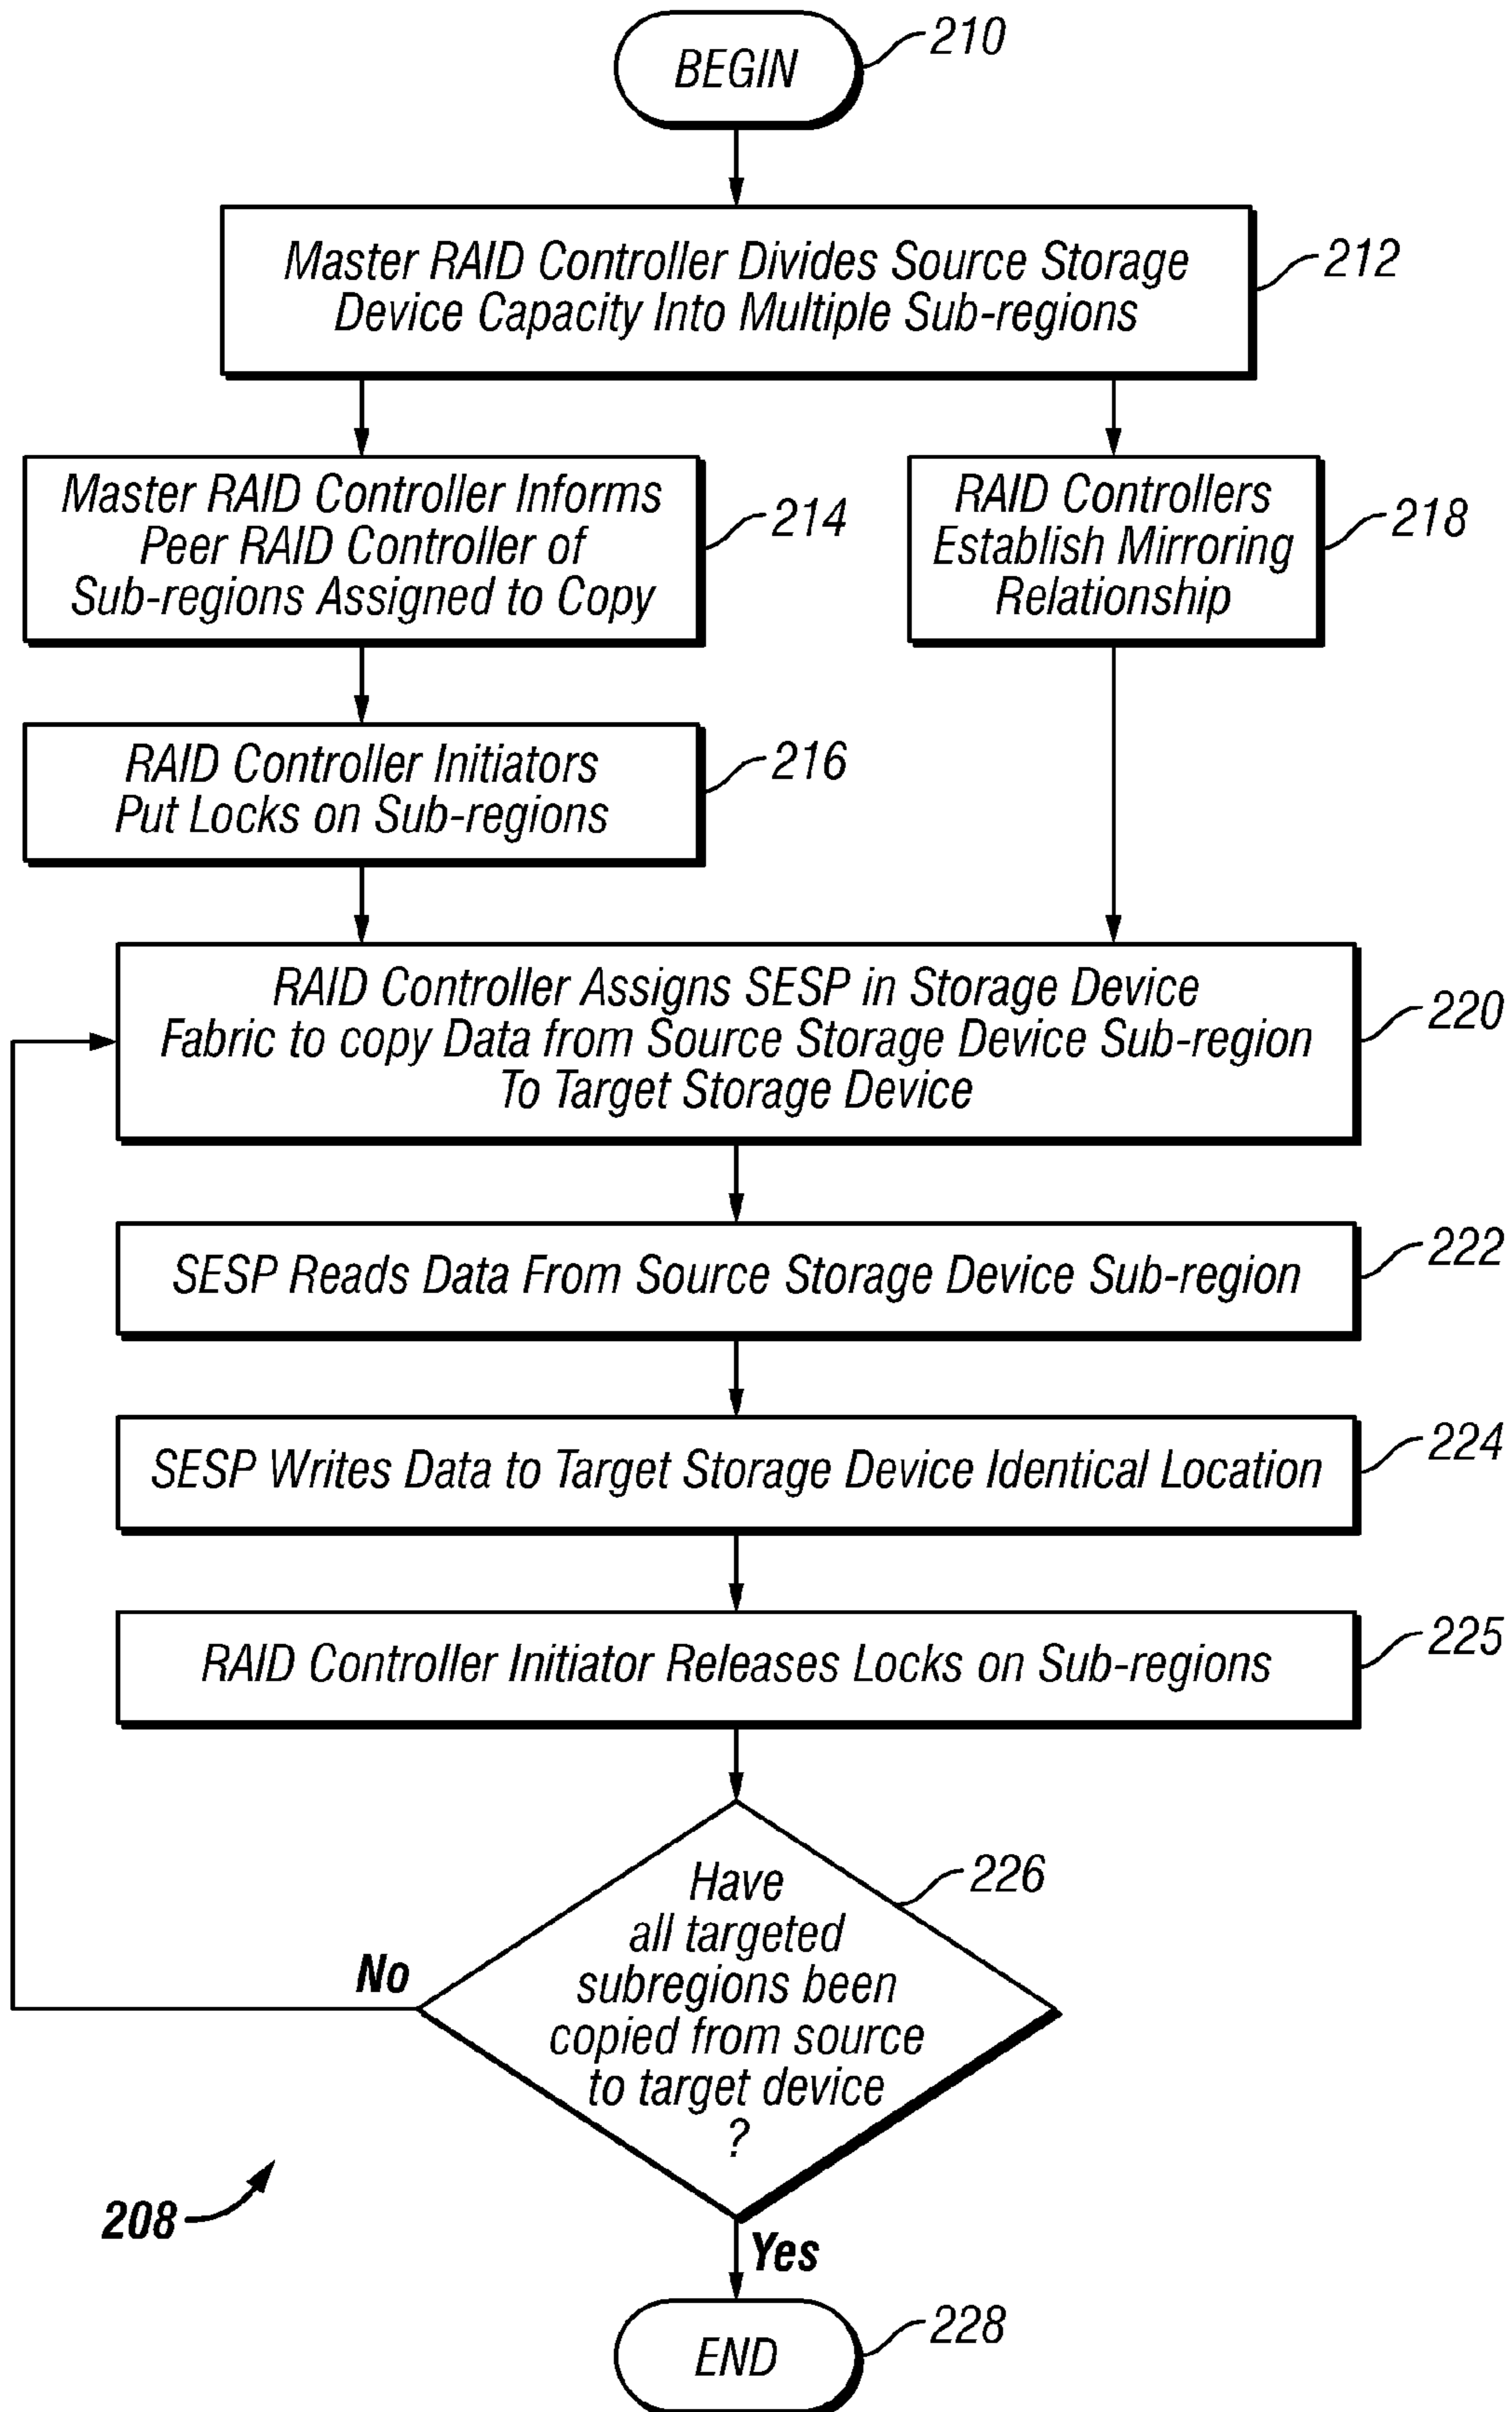 BEGIN
210
Master RAID Controller Divides Source Storage
Device Capacity Into Multiple Sub-regions
212
Master RAID Controller Informs
Peer RAID Controller of
Sub-regions Assigned to Copy
214
RAID Controllers
Establish Mirroring
Relationship
218
RAID Controller Initiators
Put Locks on Sub-regions
216
RAID Controller Assigns SESP in Storage Device
Fabric to copy Data from Source Storage Device Sub-region
To Target Storage Device
220
SESP Reads Data From Source Storage Device Sub-region
222
SESP Writes Data to Target Storage Device Identical Location
224
RAID Controller Initiator Releases Locks on Sub-regions
225
Have
all targeted
subregions been
copied from source
to target device
?
226
No
208
Yes
END
228